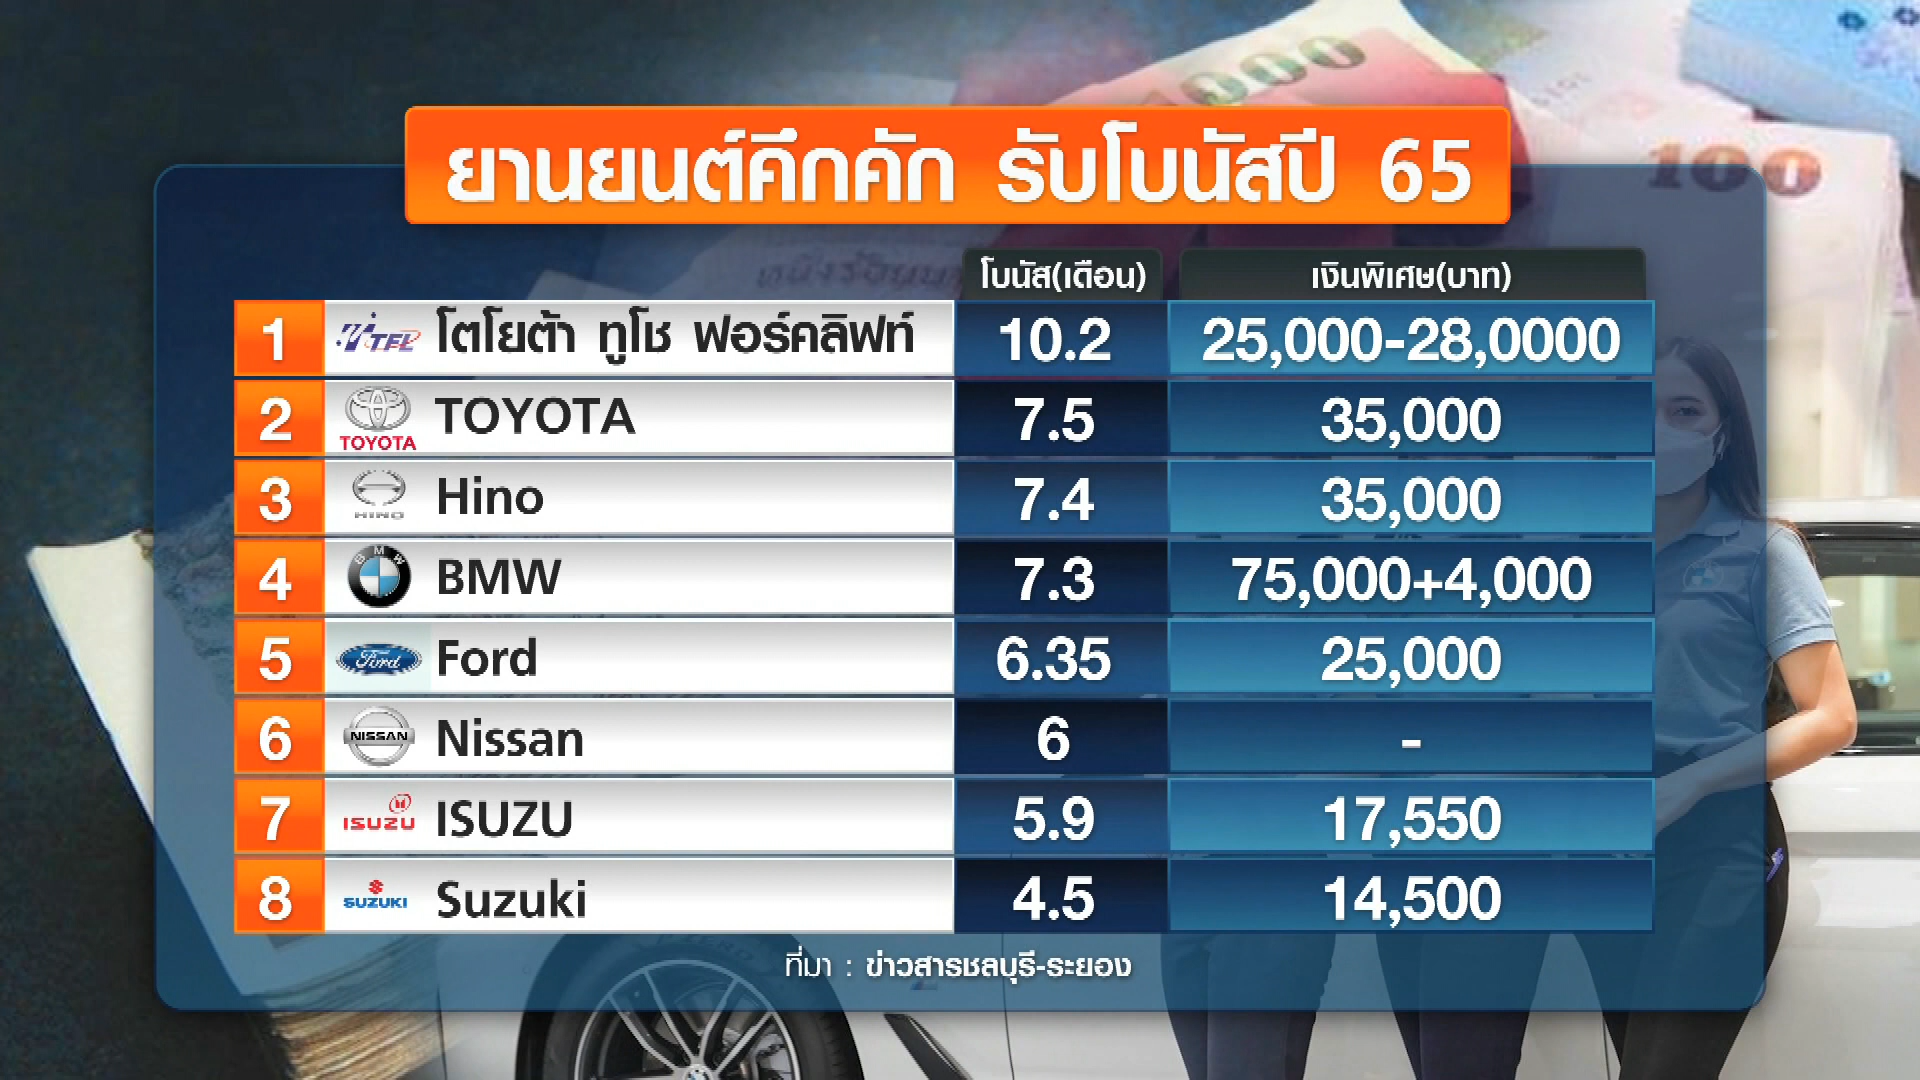 1000
100
ยานยนต์คึกคัก รับโบนัสปี 65
โบนัส(เดือน) เงินพิเศษ(บาท)
1 TFL โตโยต้า ทูโช ฟอร์คลิฟท์ 10.2 25,000-28,0000
2 TOYOTA TOYOTA 7.5 35,000
3 HINO Hino 7.4 35,000
4 BMW BMW 7.3 75,000+4,000
5 Ford Ford 6.35 25,000
6 NISSAN Nissan 6 -
7 ISUZU ISUZU 5.9 17,550
8 SUZUKI Suzuki 4.5 14,500
ที่มา : ข่าวสารชลบุรี-ระยอง